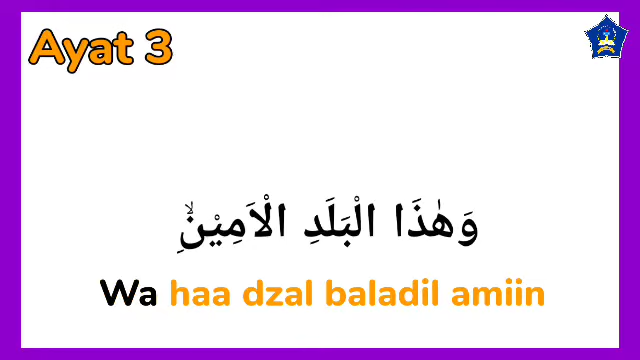 Ayat 3
وَهٰذَا الْبَلَدِ الْاَمِيْنِۙ
Wa haa dzal baladil amiin